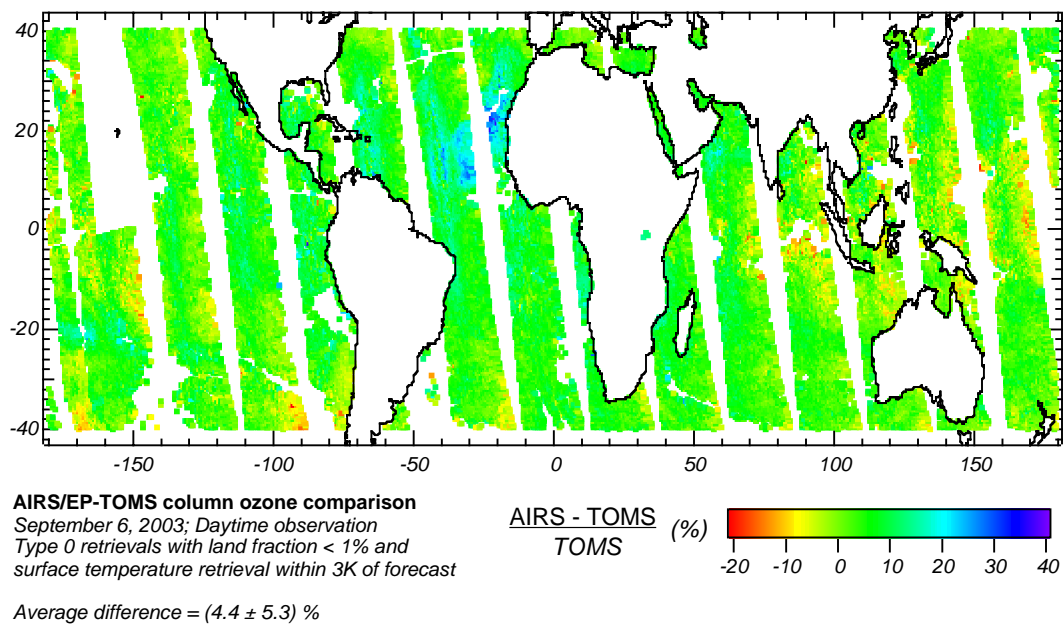 40
20
0
-20
-40
-150 -100 -50 0 50 100 150
AIRS/EP-TOMS column ozone comparison
September 6, 2003; Daytime observation
Type 0 retrievals with land fraction < 1% and
surface temperature retrieval within 3K of forecast
Average difference = (4.4 ± 5.3) %
AIRS - TOMS
TOMS
(%)
-20 -10 0 10 20 30 40